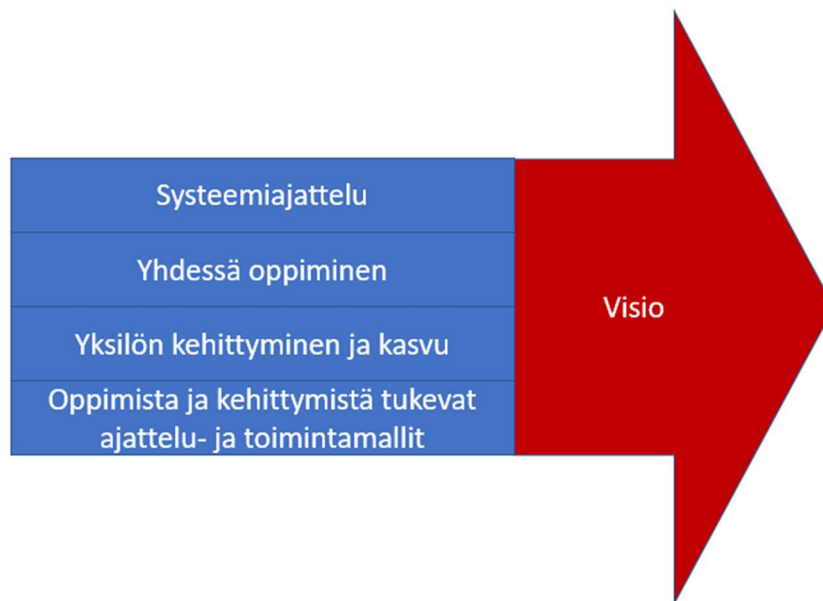 Systeemiajattelu
Yhdessä oppiminen
Yksilön kehittyminen ja kasvu
Oppimista ja kehittymistä tukevat
ajattelu- ja toimintamallit
Visio